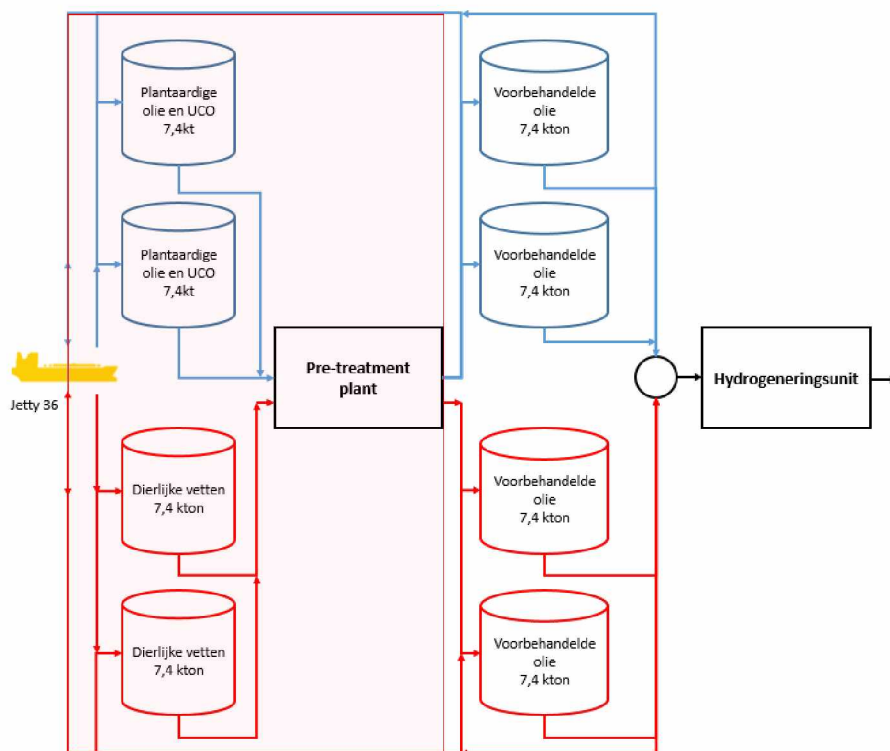 Plantaardige
olie en UCO
7,4kt
Voorbehandelde
olie
7,4 kton
Plantaardige
olie en UCO
7,4kt
Voorbehandelde
olie
7,4 kton
Jetty 36
Pre-treatment
plant
Hydrogeneringsunit
Dierlijke vetten
7,4 kton
Voorbehandelde
olie
7,4 kton
Dierlijke vetten
7,4 kton
Voorbehandelde
olie
7,4 kton